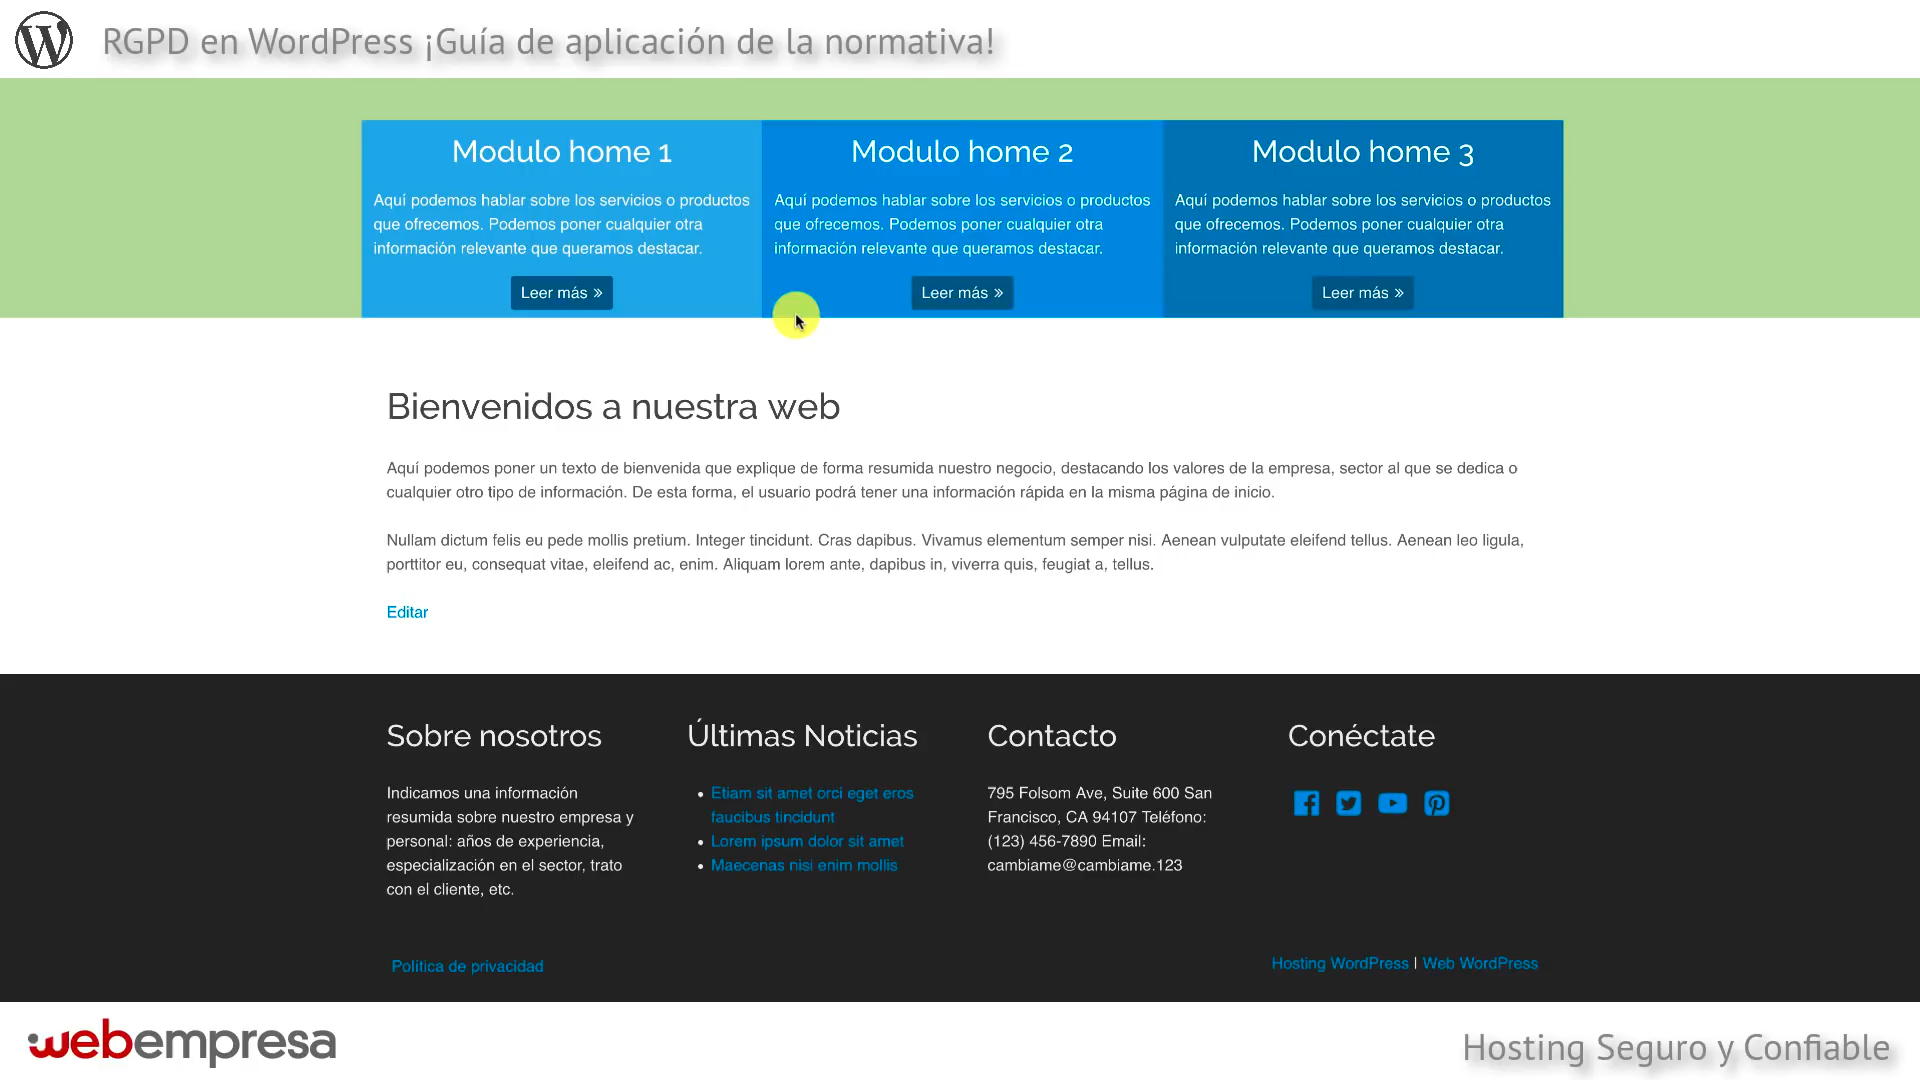 RGPD en WordPress ¡Guía de aplicación de la normativa!
Modulo home 1
Aquí podemos hablar sobre los servicios o productos
que ofrecemos. Podemos poner cualquier otra
información relevante que queramos destacar.
Leer más »
Modulo home 2
Aquí podemos hablar sobre los servicios o productos
que ofrecemos. Podemos poner cualquier otra
información relevante que queramos destacar.
Leer más »
Modulo home 3
Aquí podemos hablar sobre los servicios o productos
que ofrecemos. Podemos poner cualquier otra
información relevante que queramos destacar.
Leer más »
Bienvenidos a nuestra web
Aquí podemos poner un texto de bienvenida que explique de forma resumida nuestro negocio, destacando los valores de la empresa, sector al que se dedica o
cualquier otro tipo de información. De esta forma, el usuario podrá tener una información rápida en la misma página de inicio.
Nullam dictum felis eu pede mollis pretium. Integer tincidunt. Cras dapibus. Vivamus elementum semper nisi. Aenean vulputate eleifend tellus. Aenean leo ligula,
porttitor eu, consequat vitae, eleifend ac, enim. Aliquam lorem ante, dapibus in, viverra quis, feugiat a, tellus.
Editar
Sobre nosotros
Indicamos una información
resumida sobre nuestro empresa y
personal: años de experiencia,
especialización en el sector, trato
con el cliente, etc.
Últimas Noticias
• Etiam sit amet orci eget eros
faucibus tincidunt
• Lorem ipsum dolor sit amet
• Maecenas nisi enim mollis
Contacto
795 Folsom Ave, Suite 600 San
Francisco, CA 94107 Teléfono:
(123) 456-7890 Email:
cambiame@cambiame.123
Conéctate
Politica de privacidad
Hosting WordPress | Web WordPress
webempresa
Hosting Seguro y Confiable